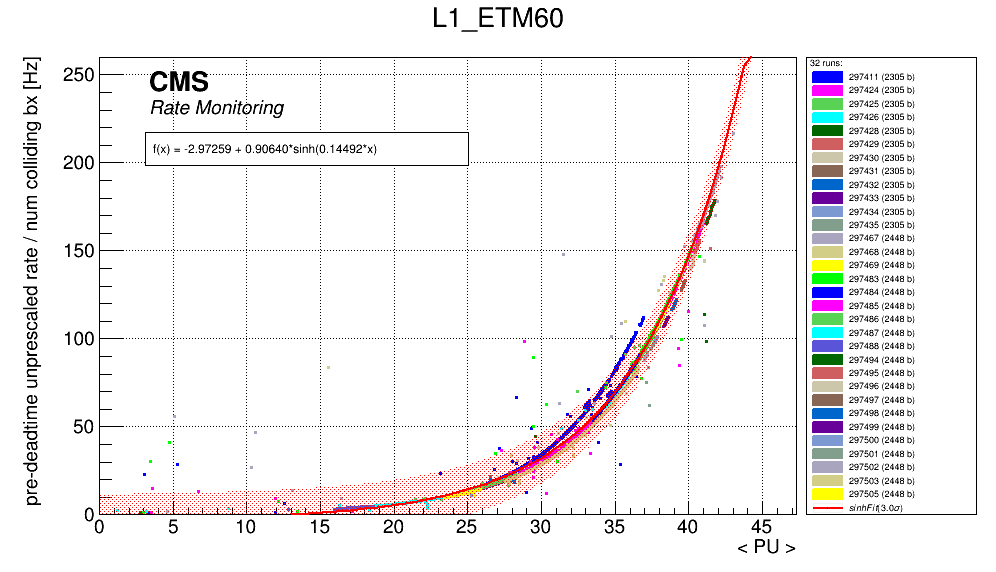 L1_ETM60
pre-deadtime unprescaled rate / num colliding bx [Hz]
CMS
Rate Monitoring
f(x) = -2.97259 + 0.90640*sinh(0.14492*x)
250
200
150
100
50
0
0 5 10 15 20 25 30 35 40 45
< PU >
32 runs:
297411 (2305 b)
297424 (2305 b)
297425 (2305 b)
297426 (2305 b)
297428 (2305 b)
297429 (2305 b)
297430 (2305 b)
297431 (2305 b)
297432 (2305 b)
297433 (2305 b)
297434 (2305 b)
297435 (2305 b)
297467 (2448 b)
297468 (2448 b)
297469 (2448 b)
297483 (2448 b)
297484 (2448 b)
297485 (2448 b)
297486 (2448 b)
297487 (2448 b)
297488 (2448 b)
297494 (2448 b)
297495 (2448 b)
297496 (2448 b)
297497 (2448 b)
297498 (2448 b)
297499 (2448 b)
297500 (2448 b)
297501 (2448 b)
297502 (2448 b)
297503 (2448 b)
297505 (2448 b)
sinhFit(3.0σ)